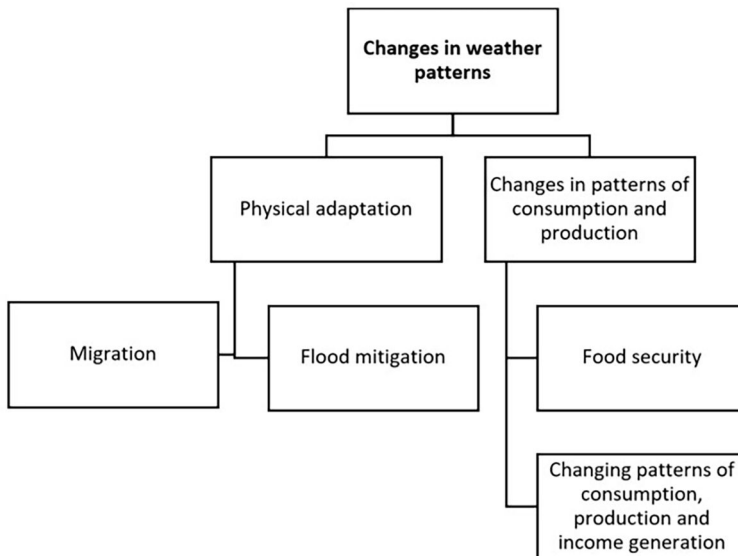 Changes in weather
patterns
Physical adaptation
Changes in patterns of
consumption and
production
Migration
Flood mitigation
Food security
Changing patterns of
consumption,
production and
income generation